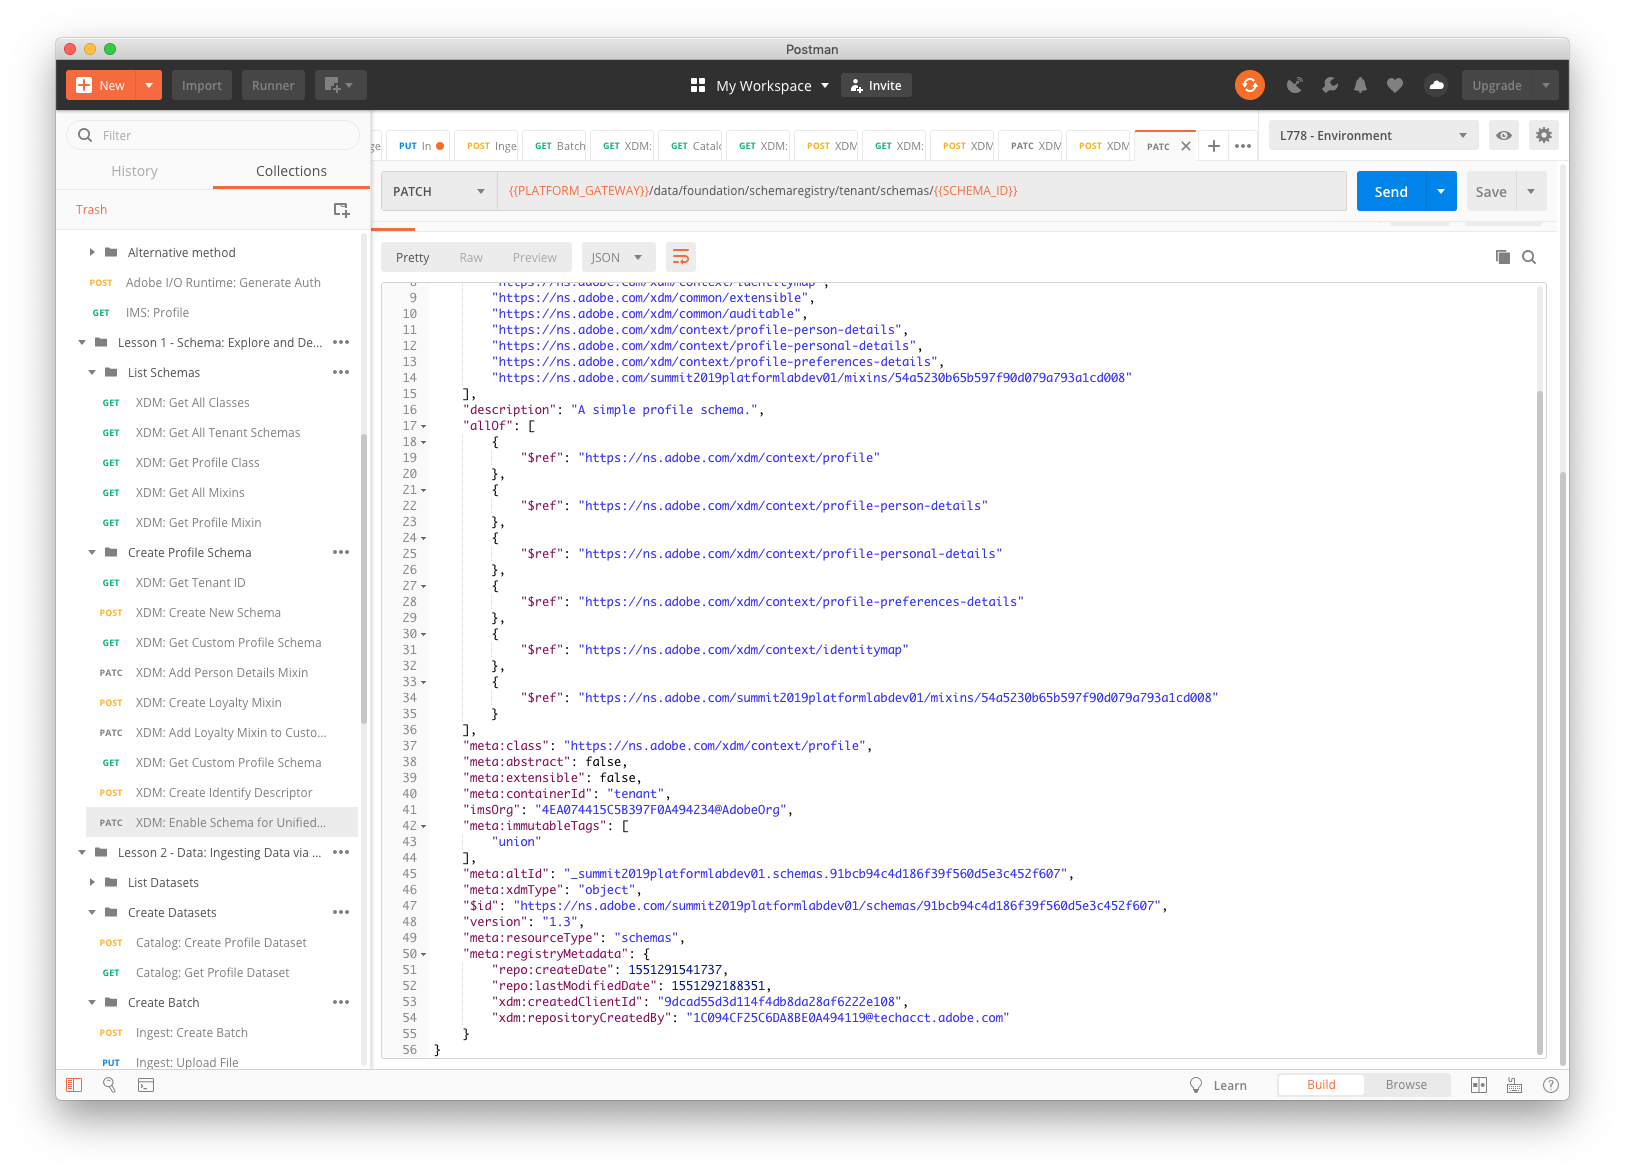 Postman
New
Import
Runner
My Workspace
Invite
Upgrade
Filter
History
Collections
Trash
Alternative method
POST Adobe I/O Runtime: Generate Auth
GET IMS: Profile
Lesson 1 - Schema: Explore and De...
List Schemas
GET XDM: Get All Classes
GET XDM: Get All Tenant Schemas
GET XDM: Get Profile Class
GET XDM: Get All Mixins
GET XDM: Get Profile Mixin
Create Profile Schema
GET XDM: Get Tenant ID
POST XDM: Create New Schema
GET XDM: Get Custom Profile Schema
PATC XDM: Add Person Details Mixin
POST XDM: Create Loyalty Mixin
PATC XDM: Add Loyalty Mixin to Custo...
GET XDM: Get Custom Profile Schema
POST XDM: Create Identify Descriptor
PATC XDM: Enable Schema for Unified...
Lesson 2 - Data: Ingesting Data via ...
List Datasets
Create Datasets
POST Catalog: Create Profile Dataset
GET Catalog: Get Profile Dataset
Create Batch
POST Ingest: Create Batch
PUT Ingest: Upload File
ge PUT In POST Inge GET Batch GET XDM: GET Catalo GET XDM: POST XDM GET XDM: POST XDM PATC XDM POST XDM PATC
L778 - Environment
PATCH
{{PLATFORM_GATEWAY}}/data/foundation/schemaregistry/tenant/schemas/{{SCHEMA_ID}}
Send
Save
Pretty Raw Preview JSON
8 "https://ns.adobe.com/xdm/context/identitymap",
9 "https://ns.adobe.com/xdm/common/extensible",
10 "https://ns.adobe.com/xdm/common/auditable",
11 "https://ns.adobe.com/xdm/context/profile-person-details",
12 "https://ns.adobe.com/xdm/context/profile-personal-details",
13 "https://ns.adobe.com/xdm/context/profile-preferences-details",
14 "https://ns.adobe.com/summit2019platformlabdev01/mixins/54a5230b65b597f90d079a793a1cd008"
15 ],
16 "description": "A simple profile schema.",
17 "allOf": [
18 {
19 "$ref": "https://ns.adobe.com/xdm/context/profile"
20 },
21 {
22 "$ref": "https://ns.adobe.com/xdm/context/profile-person-details"
23 },
24 {
25 "$ref": "https://ns.adobe.com/xdm/context/profile-personal-details"
26 },
27 {
28 "$ref": "https://ns.adobe.com/xdm/context/profile-preferences-details"
29 },
30 {
31 "$ref": "https://ns.adobe.com/xdm/context/identitymap"
32 },
33 {
34 "$ref": "https://ns.adobe.com/summit2019platformlabdev01/mixins/54a5230b65b597f90d079a793a1cd008"
35 }
36 ],
37 "meta:class": "https://ns.adobe.com/xdm/context/profile",
38 "meta:abstract": false,
39 "meta:extensible": false,
40 "meta:containerId": "tenant",
41 "imsOrg": "4EA074415C5B397F0A494234@AdobeOrg",
42 "meta:immutableTags": [
43 "union"
44 ],
45 "meta:altId": "_summit2019platformlabdev01.schemas.91bcb94c4d186f39f560d5e3c452f607",
46 "meta:xdmType": "object",
47 "$id": "https://ns.adobe.com/summit2019platformlabdev01/schemas/91bcb94c4d186f39f560d5e3c452f607",
48 "version": "1.3",
49 "meta:resourceType": "schemas",
50 "meta:registryMetadata": {
51 "repo:createDate": 1551291541737,
52 "repo:lastModifiedDate": 1551292188351,
53 "xdm:createdClientId": "9dcad55d3d114f4db8da28af6222e108",
54 "xdm:repositoryCreatedBy": "1C094CF25C6DA8BE0A494119@techacct.adobe.com"
55 }
56 }
Learn
Build
Browse